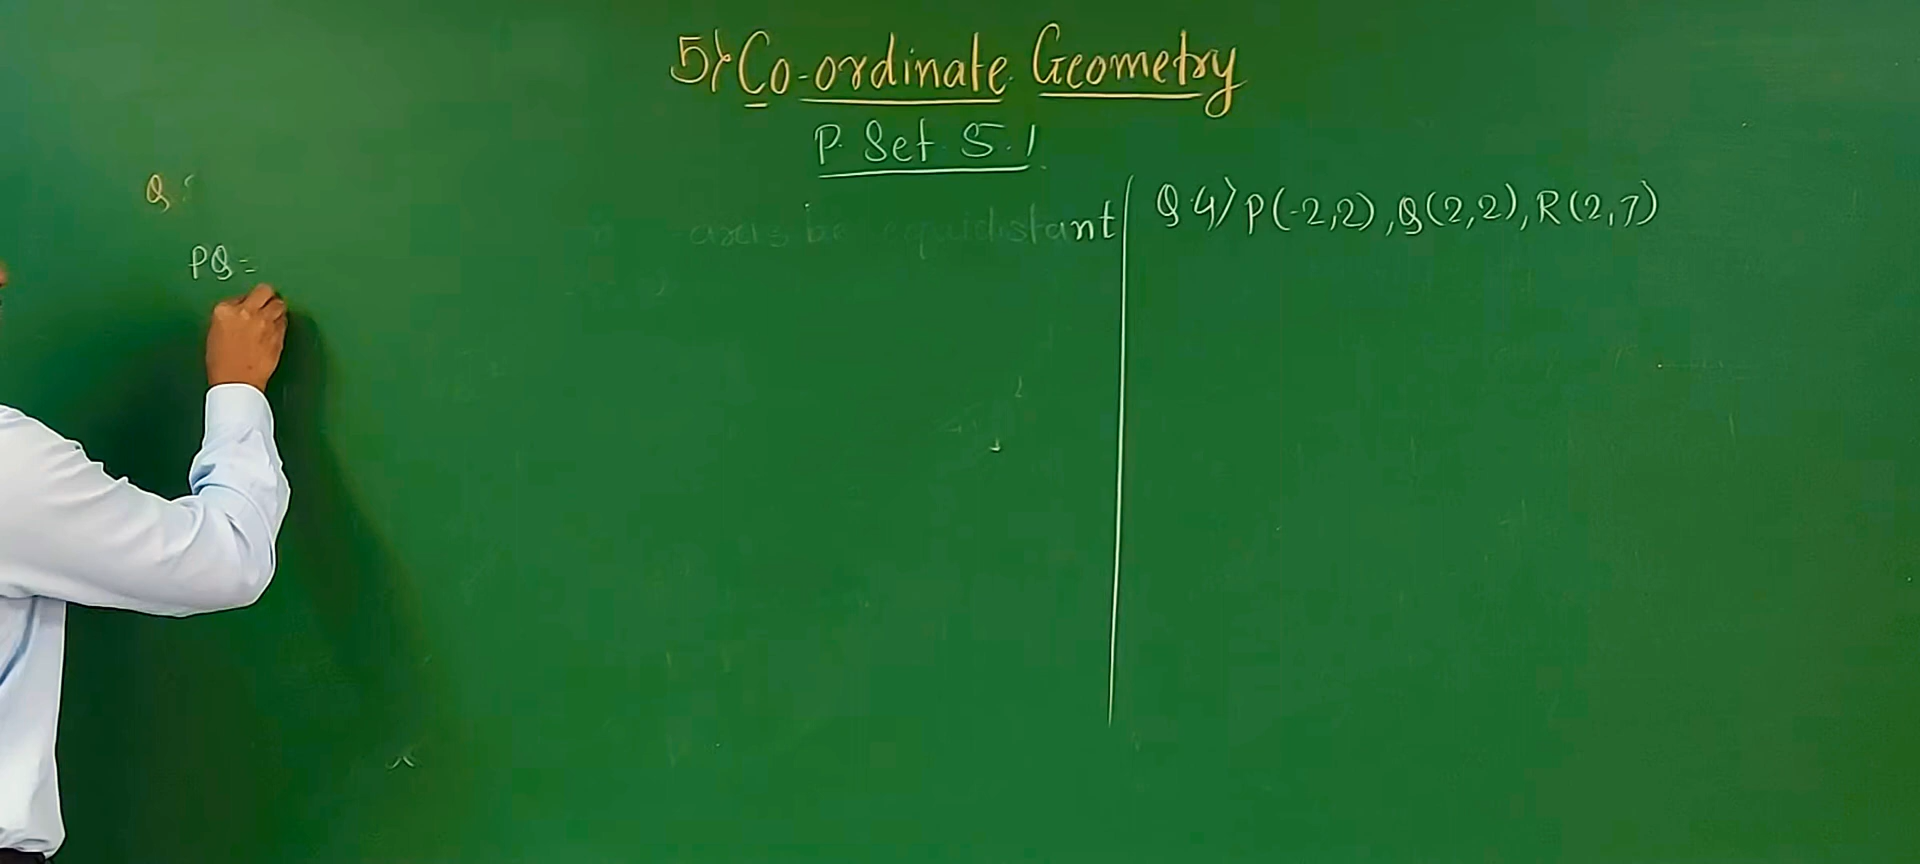 5) Co-ordinate Geometry
P. Set 5.1
Q
axis be equidistant
PQ =
Q.4) P(-2,2), Q(2,2), R(2,7)